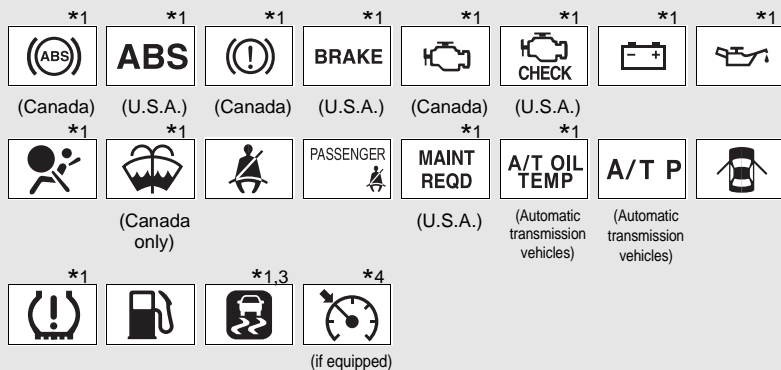 *1 *1 *1 *1 *1 *1 *1 *1
ABS ABS BRAKE CHECK
(Canada) (U.S.A.) (Canada) (U.S.A.) (Canada) (U.S.A.)
*1 *1 *1 *1
PASSENGER MAINT REQD A/T OIL TEMP A/T P
(Canada only) (U.S.A.) (Automatic transmission vehicles) (Automatic transmission vehicles)
*1 *1,3 *4
(if equipped)